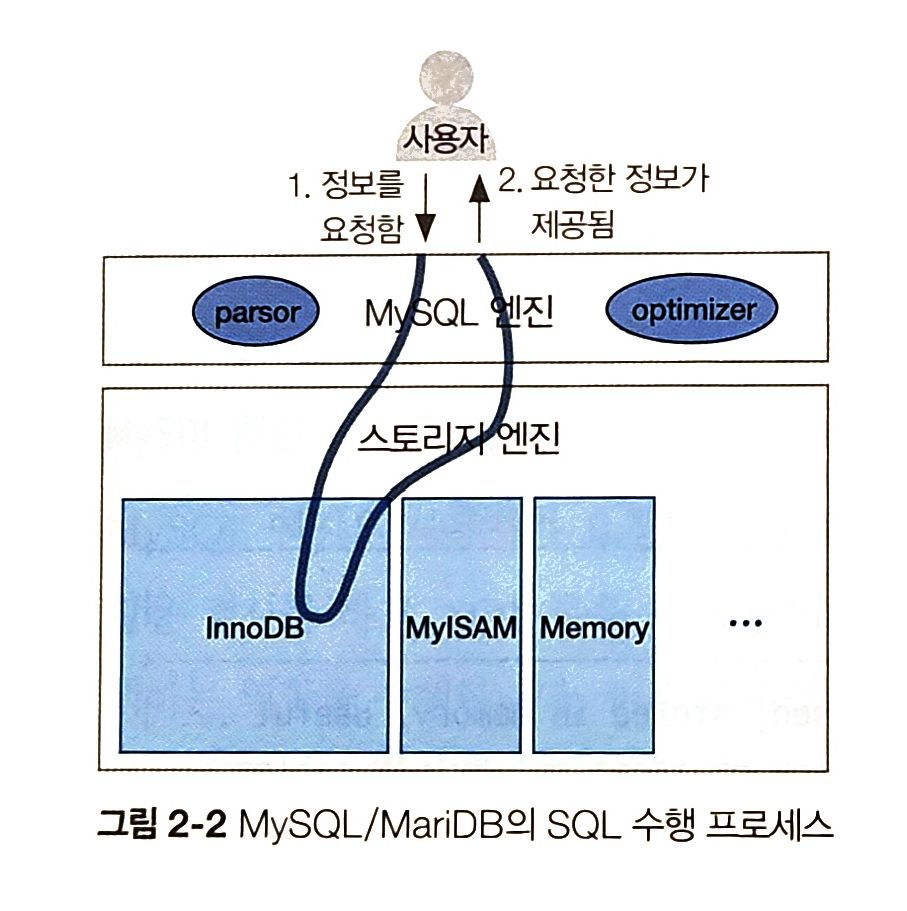 사용자
1. 정보를
요청함
2. 요청한 정보가
제공됨
parsor
MySQL 엔진
optimizer
스토리지 엔진
InnoDB
MyISAM
Memory
...
그림 2-2 MySQL/MariDB의 SQL 수행 프로세스